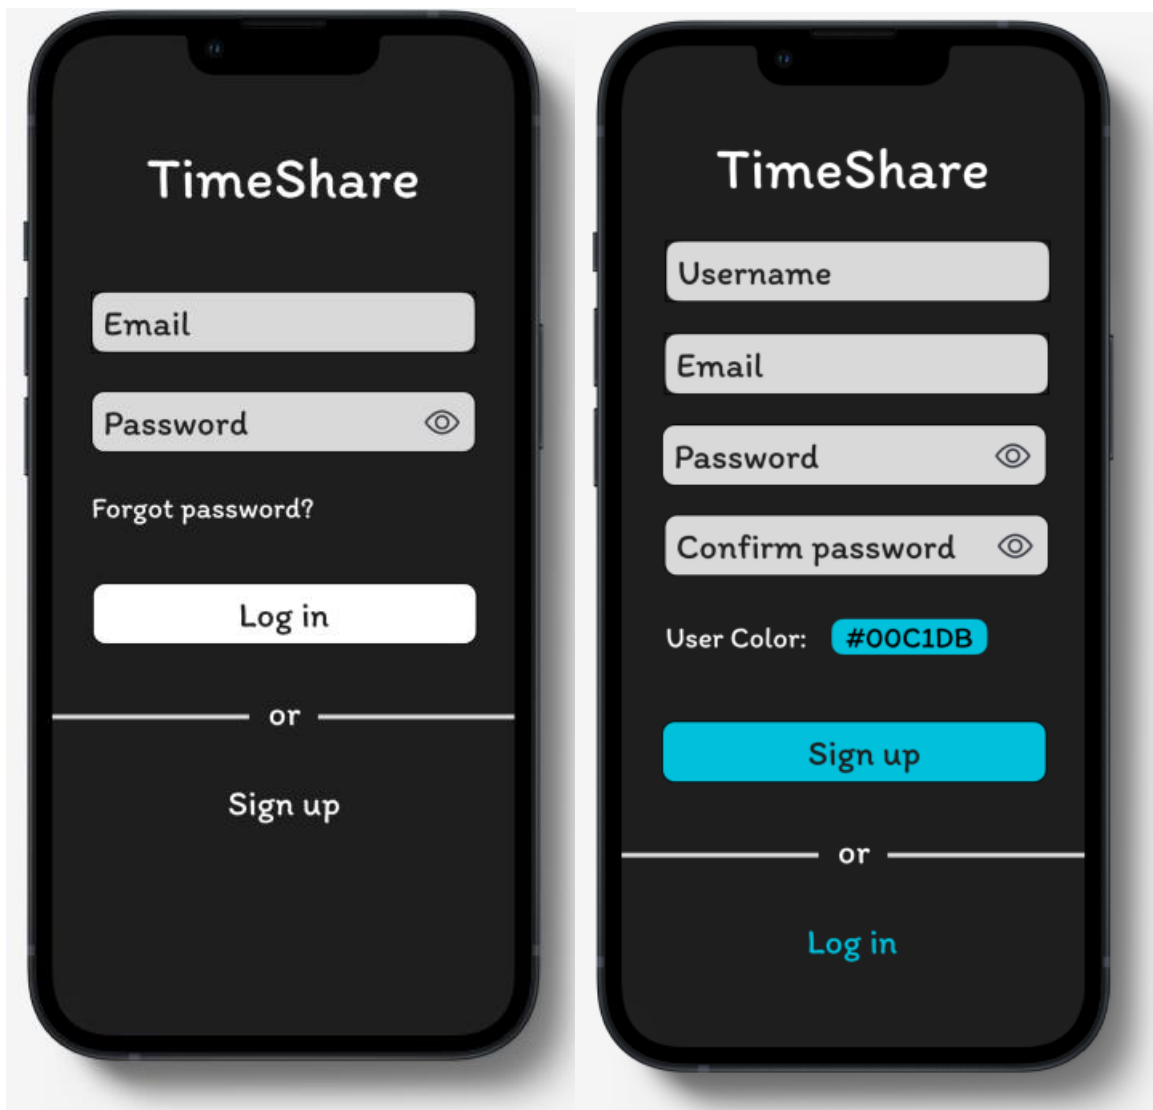 TimeShare
Email
Password
Forgot password?
Log in
or
Sign up
TimeShare
Username
Email
Password
Confirm password
User Color: #00C1DB
Sign up
or
Log in